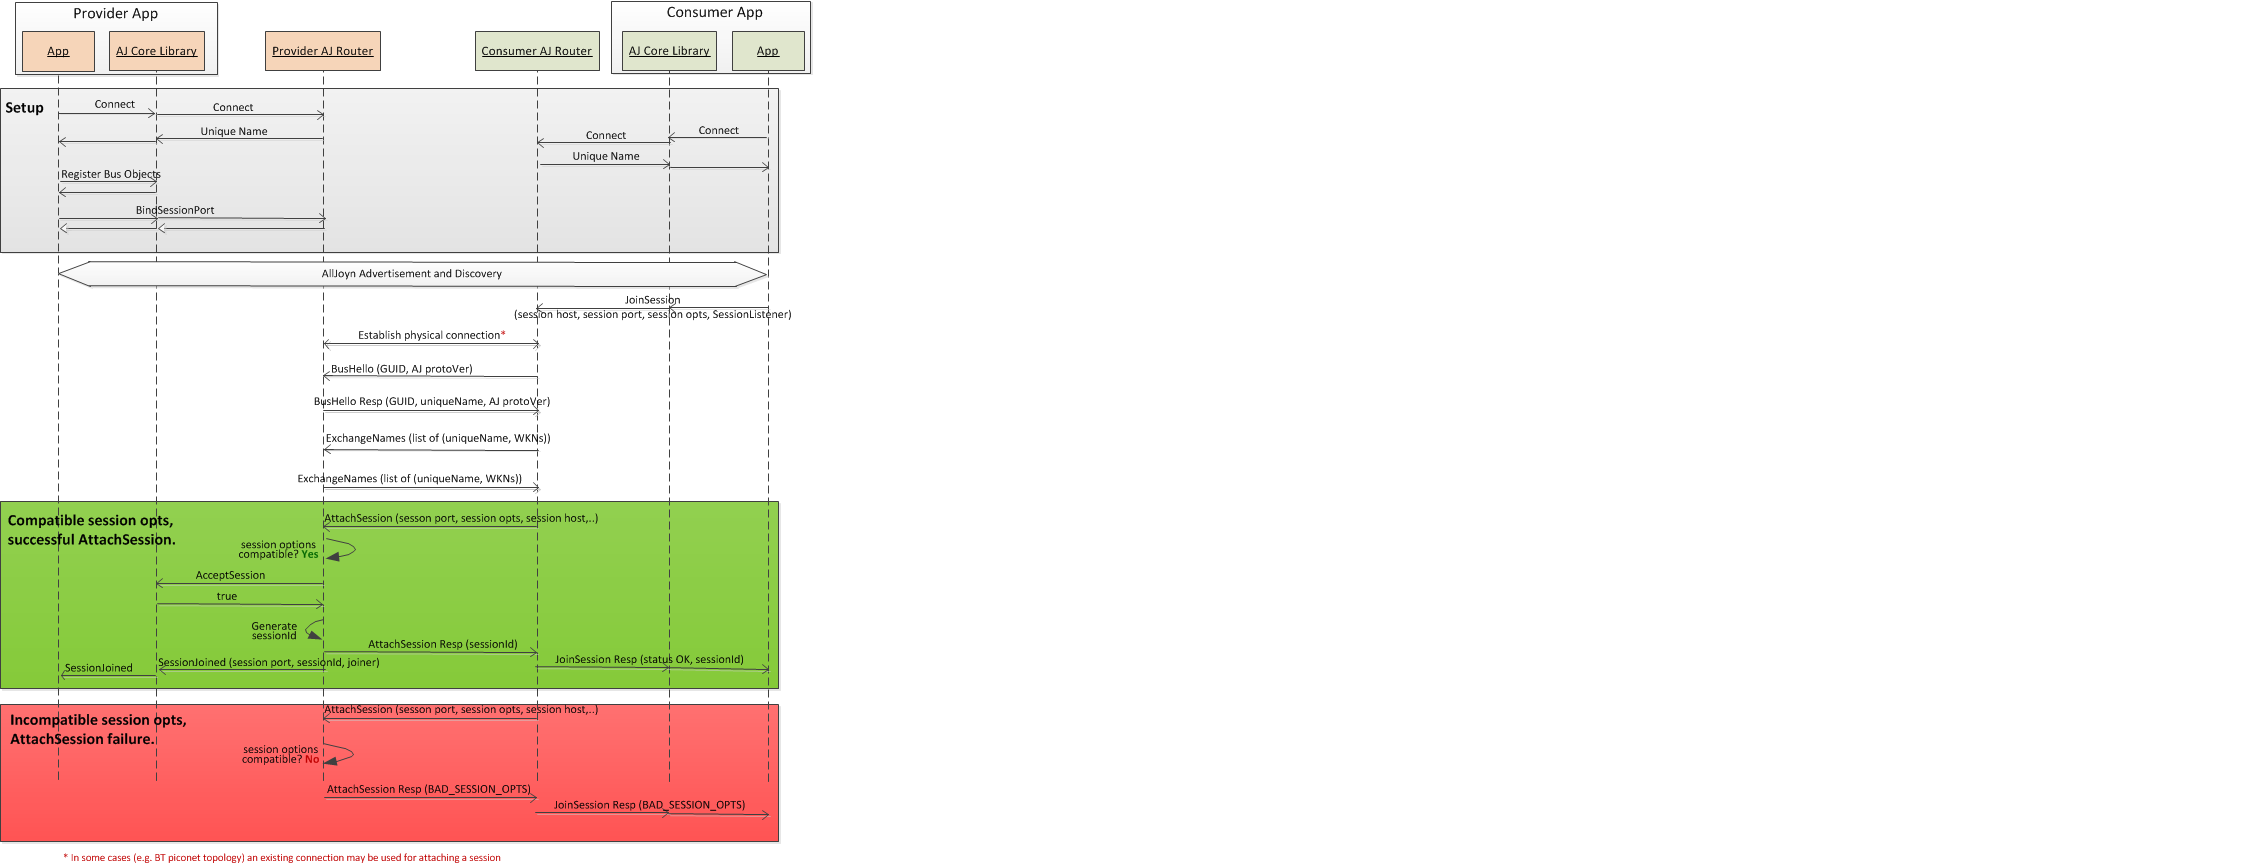 Provider App
Consumer App
App
AJ Core Library
Provider AJ Router
Consumer AJ Router
AJ Core Library
App
Setup
Connect
Connect
Unique Name
Connect
Connect
Unique Name
Register Bus Objects
BindSessionPort
AllJoyn Advertisement and Discovery
JoinSession
(session host, session port, session opts, SessionListener)
Establish physical connection*
BusHello (GUID, AJ protoVer)
BusHello Resp (GUID, uniqueName, AJ protoVer)
ExchangeNames (list of (uniqueName, WKNs))
ExchangeNames (list of (uniqueName, WKNs))
Compatible session opts,
successful AttachSession.
AttachSession (sesson port, session opts, session host,..)
session options
compatible? Yes
AcceptSession
true
Generate
sessionId
AttachSession Resp (sessionId)
SessionJoined (session port, sessionId, joiner)
SessionJoined
JoinSession Resp (status OK, sessionId)
Incompatible session opts,
AttachSession failure.
AttachSession (sesson port, session opts, session host,..)
session options
compatible? No
AttachSession Resp (BAD_SESSION_OPTS)
JoinSession Resp (BAD_SESSION_OPTS)
* In some cases (e.g. BT piconet topology) an existing connection may be used for attaching a session